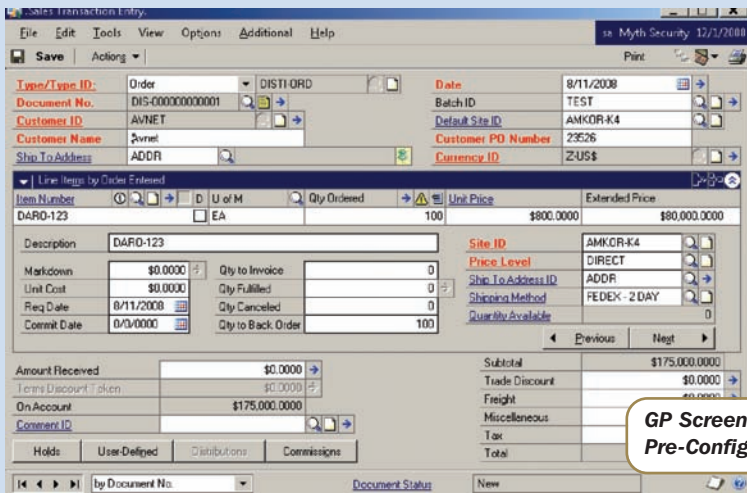 Sales Transaction Entry.
File Edit Tools View Options Additional Help
sa Myth Security 12/1/2008
Save Actions Print
Type/Type ID: Order DISTI-ORD
Date 8/11/2008
Document No. DIS-000000000001
Batch ID TEST
Customer ID AVNET
Default Site ID AMKOR-K4
Customer Name Avnet
Customer PO Number 23526
Ship To Address ADDR
Currency ID Z-US$
Line Items by Order Entered
Item Number D U of M Qty Ordered Unit Price Extended Price
DARO-123 EA 100 $800.0000 $80,000.0000
Description DARO-123
Site ID AMKOR-K4
Price Level DIRECT
Markdown $0.0000 Qty to Invoice 0
Ship To Address ID ADDR
Unit Cost $0.0000 Qty Fulfilled 0
Shipping Method FEDEX - 2 DAY
Req Date 8/11/2008 Qty Canceled 0
Quantity Available 0
Commit Date 0/0/0000 Qty to Back Order 100
Previous Next
Amount Received $0.0000
Subtotal $175,000.0000
Terms Discount Taken $0.0000
Trade Discount $0.0000
On Account $175,000.0000
Freight
Comment ID
Miscellaneous
Tax
Holds User-Defined Distributions Commissions
Total
GP Screen
Pre-Config
by Document No. Document Status New